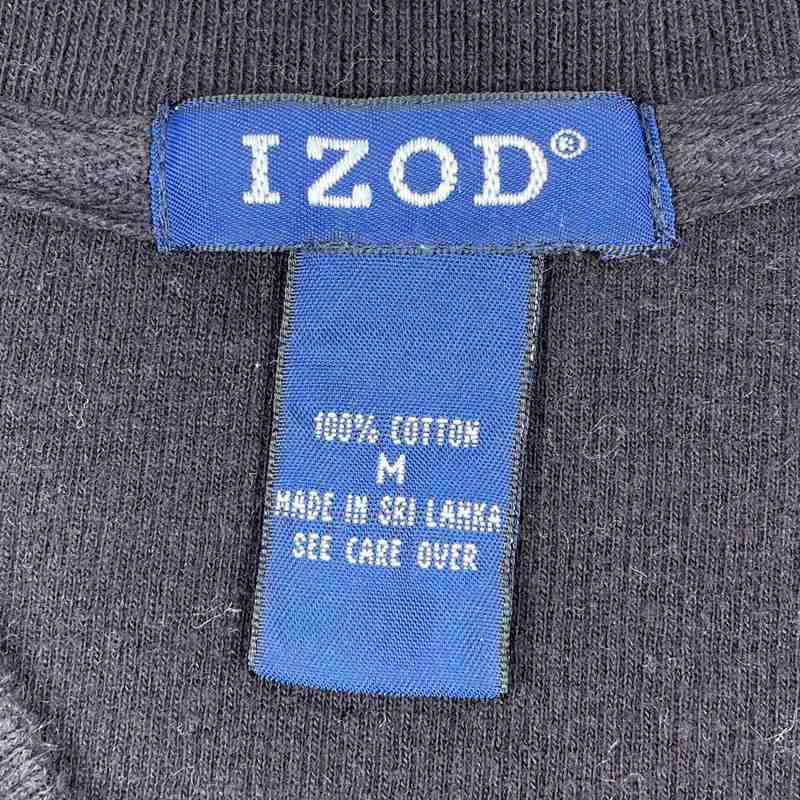 IZOD®
100% COTTON
M
MADE IN SRI LANKA
SEE CARE OVER